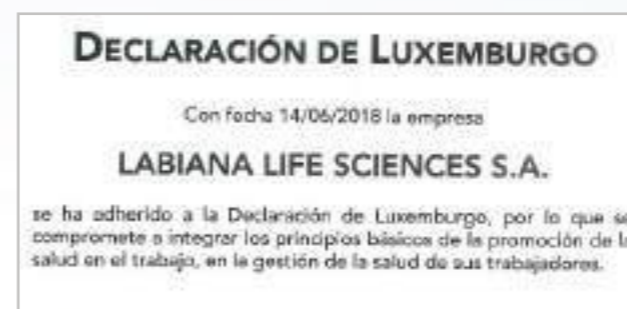 DECLARACIÓN DE LUXEMBURGO
Con fecha 14/06/2018 la empresa
LABIANA LIFE SCIENCES S.A.
se ha adherido a la Declaración de Luxemburgo, por lo que se
compromete a integrar los principios básicos de la promoción de la
salud en el trabajo, en la gestión de la salud de sus trabajadores.